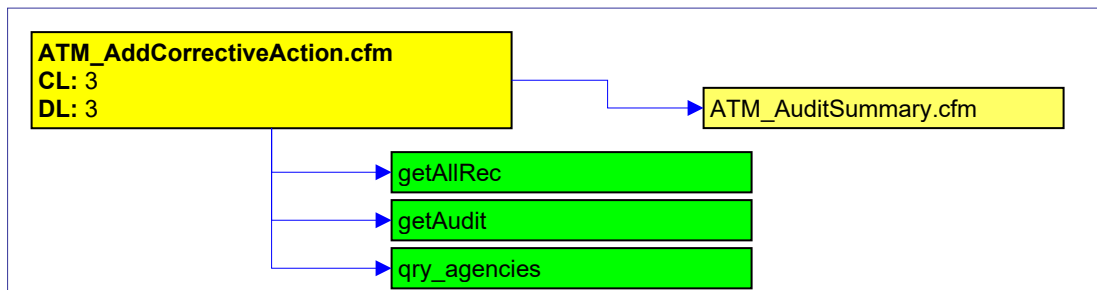 ATM_AddCorrectiveAction.cfm
CL: 3
DL: 3
ATM_AuditSummary.cfm
getAllRec
getAudit
qry_agencies